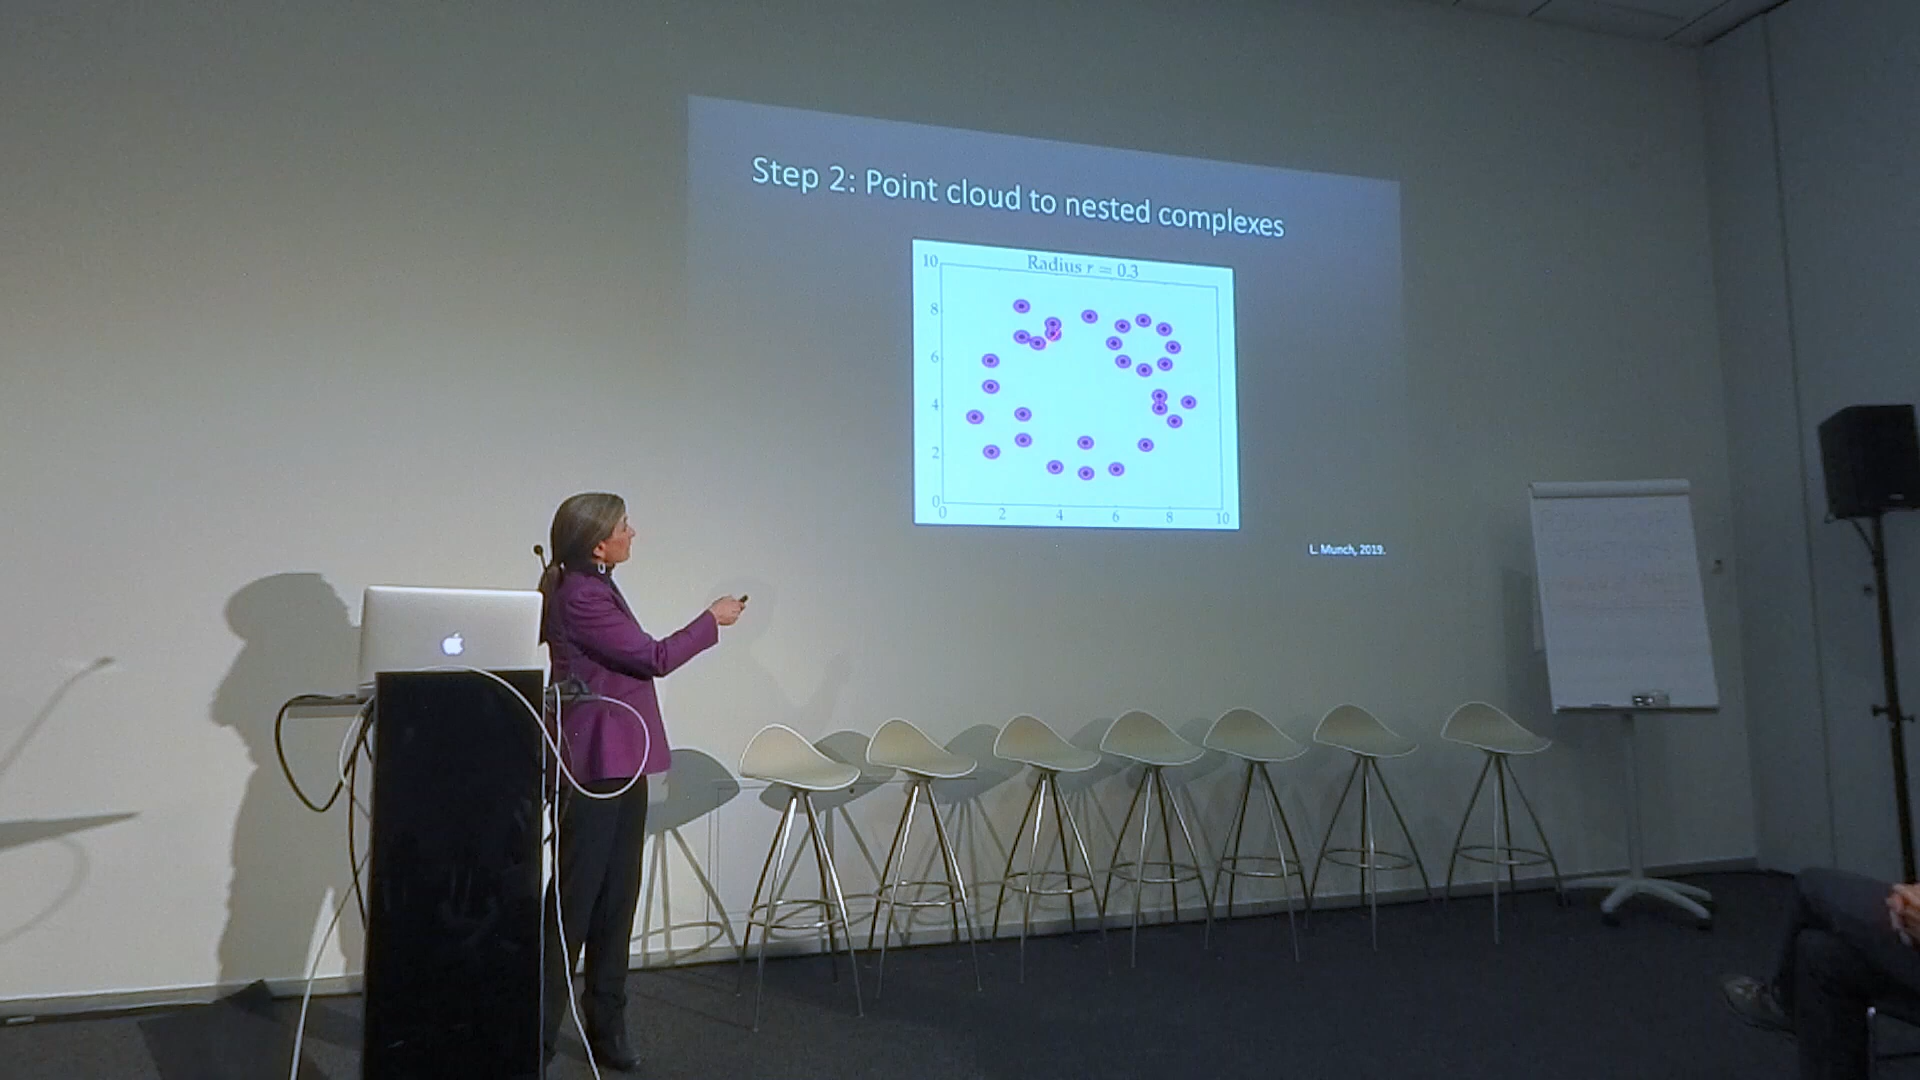 Step 2: Point cloud to nested complexes
Radius r = 0.3
10
8
6
4
2
0
0 2 4 6 8 10
L. Munch, 2019.